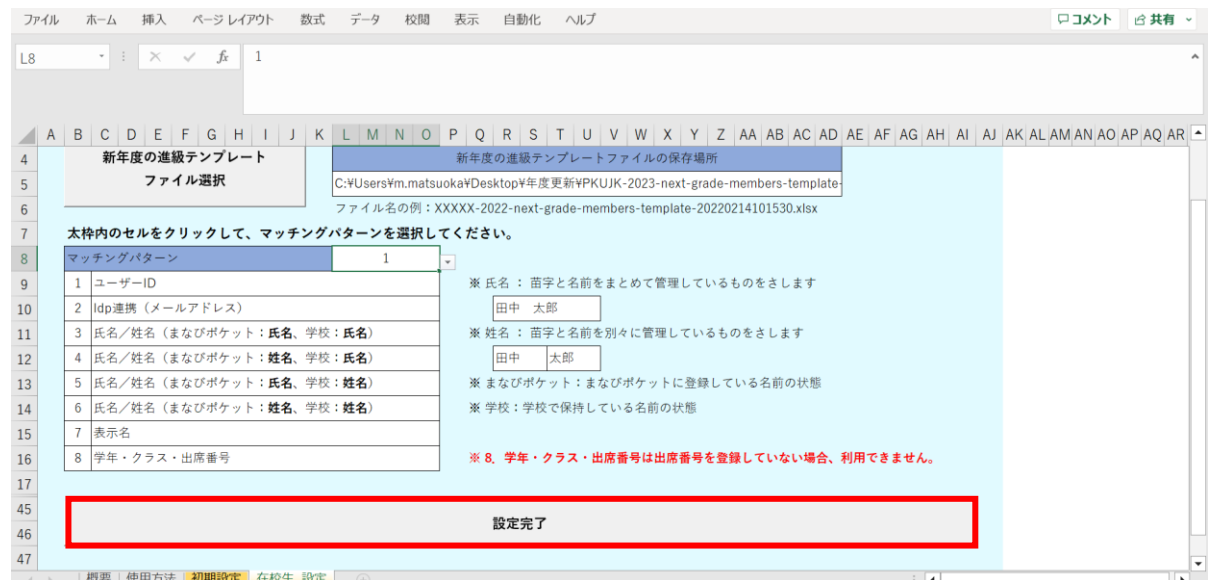 ファイル ホーム 挿入 ページ レイアウト 数式 データ 校閲 表示 自動化 ヘルプ コメント 共有
L8 fx 1
A B C D E F G H I J K L M N O P Q R S T U V W X Y Z AA AB AC AD AE AF AG AH AI AJ AK AL AM AN AO AP AQ AR
4 新年度の進級テンプレート 新年度の進級テンプレートファイルの保存場所
5 ファイル選択 C:¥Users¥m.matsuoka¥Desktop¥年度更新¥PKUJK-2023-next-grade-members-template-
6 ファイル名の例：XXXXX-2022-next-grade-members-template-20220214101530.xlsx
7 太枠内のセルをクリックして、マッチングパターンを選択してください。
8 マッチングパターン 1
9 1 ユーザーID ※ 氏名 ： 苗字と名前をまとめて管理しているものをさします
10 2 Idp連携（メールアドレス） 田中　太郎
11 3 氏名／姓名（まなびポケット：氏名、学校：氏名） ※ 姓名 ： 苗字と名前を別々に管理しているものをさします
12 4 氏名／姓名（まなびポケット：姓名、学校：氏名） 田中 太郎
13 5 氏名／姓名（まなびポケット：氏名、学校：姓名） ※ まなびポケット：まなびポケットに登録している名前の状態
14 6 氏名／姓名（まなびポケット：姓名、学校：姓名） ※ 学校：学校で保持している名前の状態
15 7 表示名
16 8 学年・クラス・出席番号 ※ 8．学年・クラス・出席番号は出席番号を登録していない場合、利用できません。
17
45 設定完了
46
47
概要 使用方法 初期設定 在校生_設定